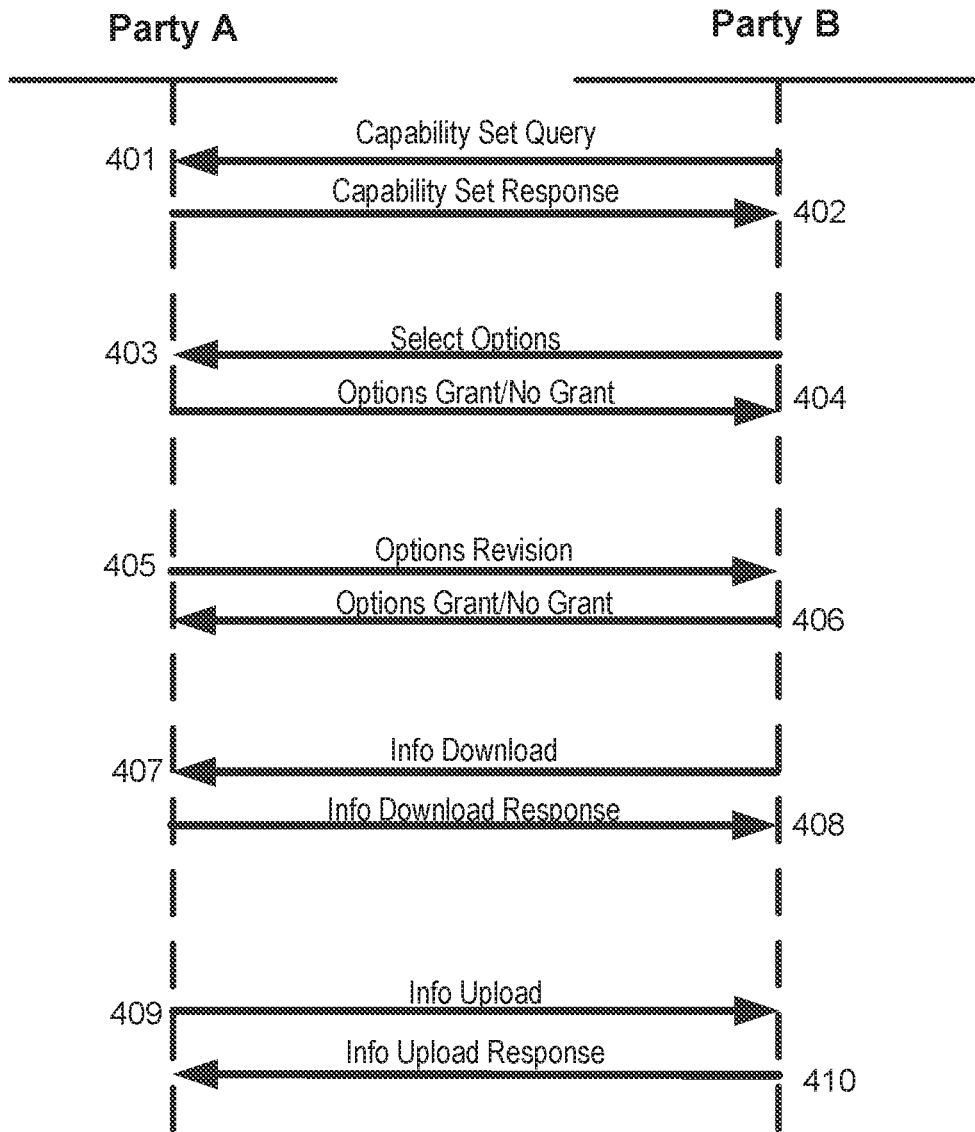 Party A
Party B
Capability Set Query
401
Capability Set Response
402
Select Options
403
Options Grant/No Grant
404
Options Revision
405
Options Grant/No Grant
406
Info Download
407
Info Download Response
408
Info Upload
409
Info Upload Response
410